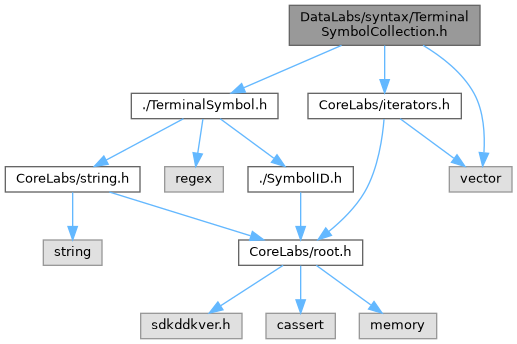 DataLabs/syntax/Terminal
SymbolCollection.h
./TerminalSymbol.h
CoreLabs/iterators.h
CoreLabs/string.h
regex
./SymbolID.h
vector
string
CoreLabs/root.h
sdkddkver.h
cassert
memory